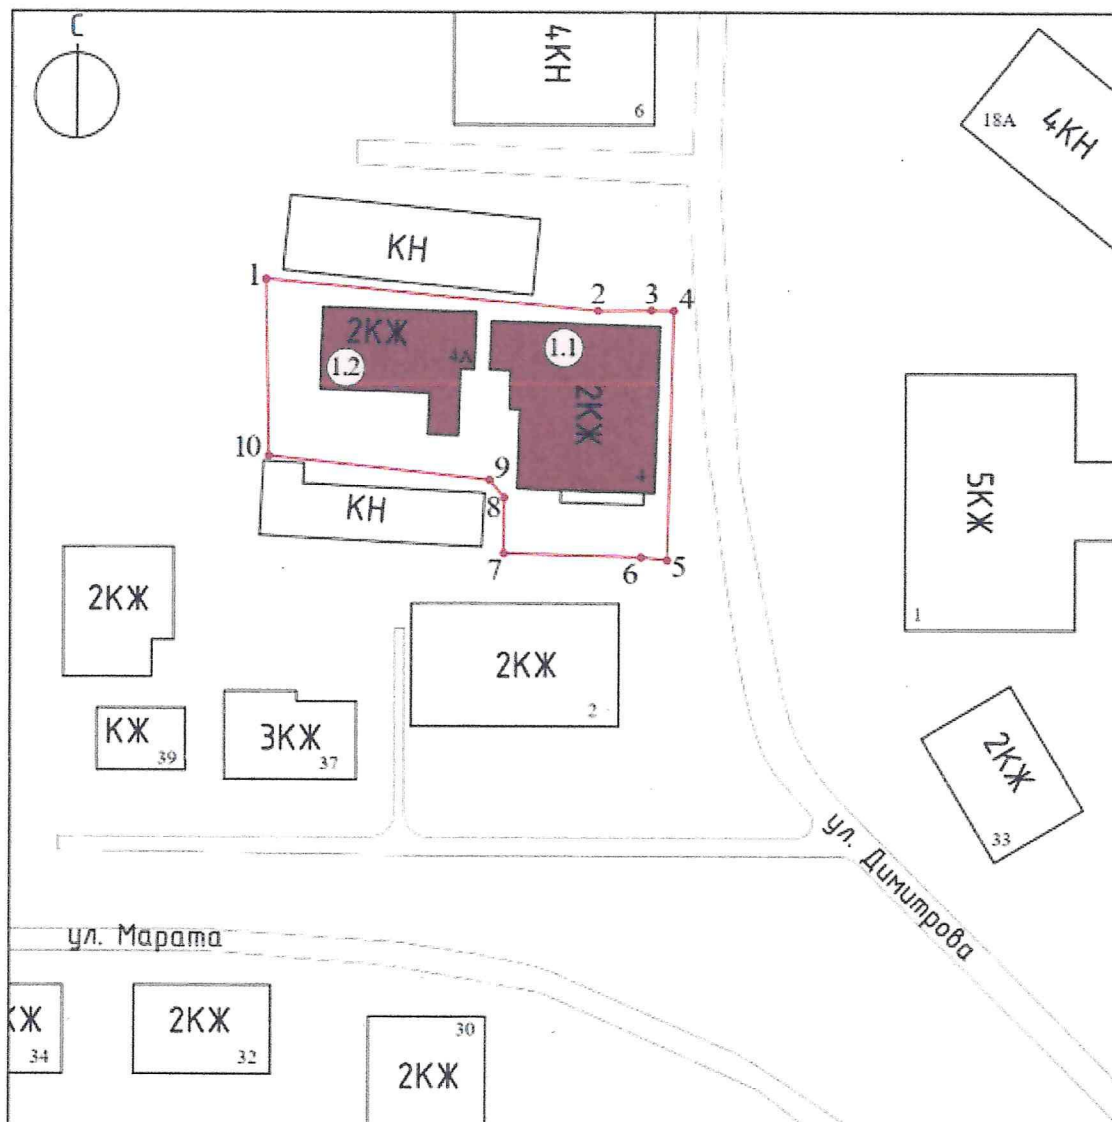 С
4КН
6
18А
4КН
КН
1
2
3
4
2КЖ
4А
1.2
1.1
2КЖ
4
10
9
8
КН
7
6
5
5КЖ
1
2КЖ
2КЖ
2
КЖ
39
3КЖ
37
2КЖ
33
ул. Димитрова
ул. Марата
КЖ
34
2КЖ
32
30
2КЖ